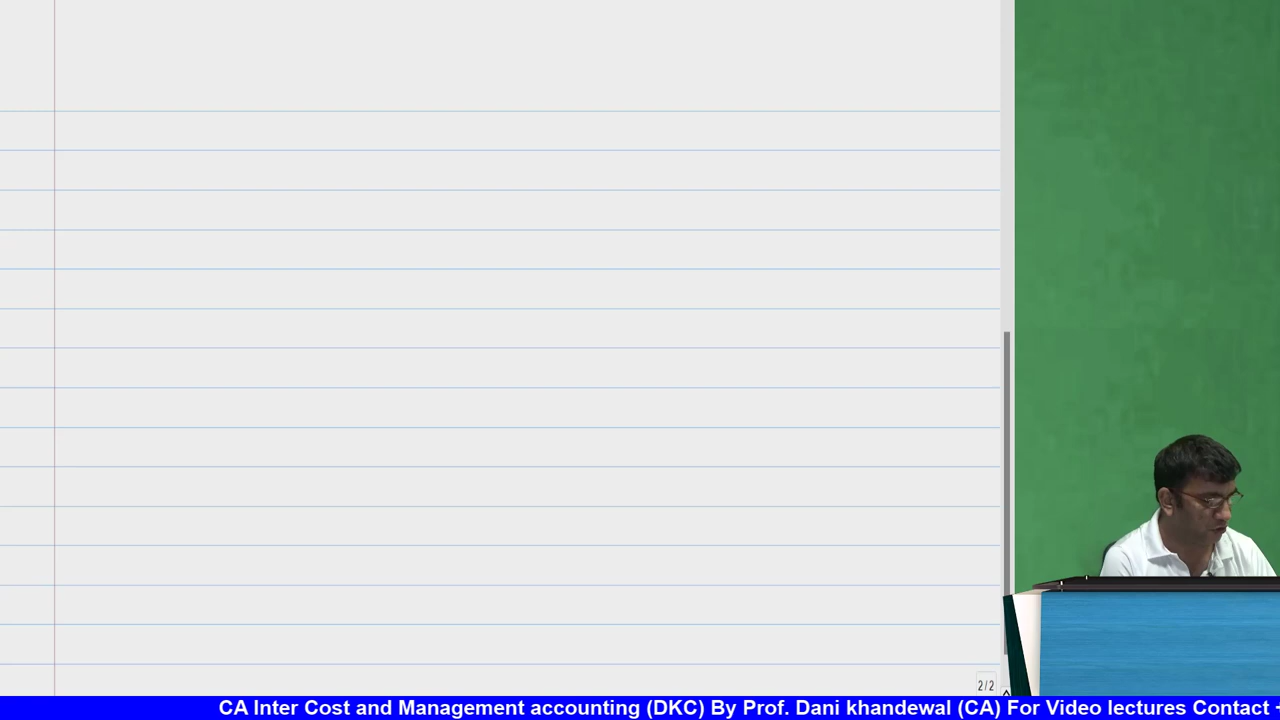 2/2
CA Inter Cost and Management accounting (DKC) By Prof. Dani khandewal (CA) For Video lectures Contact -